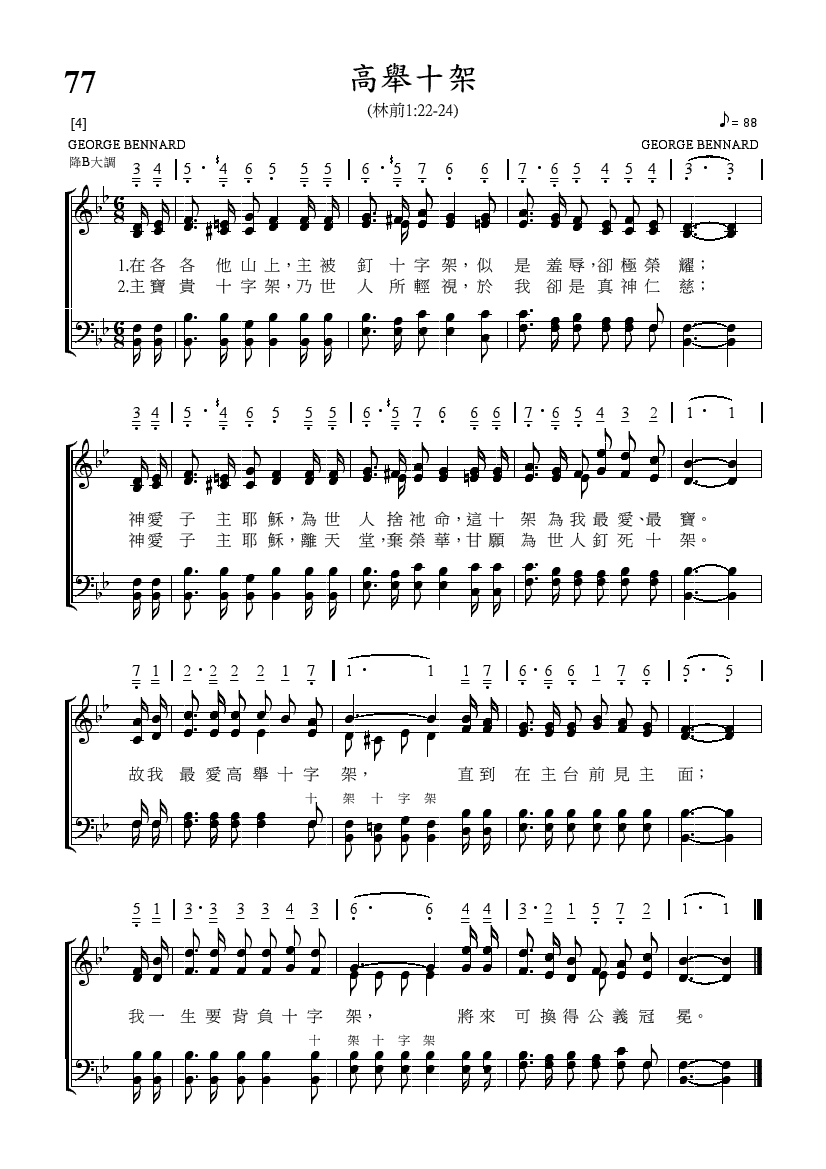 77
高舉十架
(林前1:22-24)
[4]
♪= 88
GEORGE BENNARD
GEORGE BENNARD
降B大調
3 4 | 5 · 4 6 5 5 5 | 6 · 5 7 6 6 | 7 · 6 5 4 5 4 | 3 · 3 |
1.在各各他山上，主被釘十字架，似是羞辱，卻極榮耀；
2.主寶貴十字架，乃世人所輕視，於我卻是真神仁慈；
3 4 | 5 · 4 6 5 5 5 | 6 · 5 7 6 6 6 | 7 · 6 5 4 3 2 | 1 · 1 |
神愛子主耶穌，為世人捨祂命，這十架為我最愛、最寶。
神愛子主耶穌，離天堂，棄榮華，甘願為世人釘死十架。
7 1 | 2 · 2 2 2 1 7 | 1 · 1 1 7 | 6 · 6 6 1 7 6 | 5 · 5 |
故我最愛高舉十字架，直到在主台前見主面；
十架十字架
5 1 | 3 · 3 3 3 4 3 | 6 · 6 4 4 | 3 · 2 1 5 7 2 | 1 · 1
我一生要背負十字架，將來可換得公義冠冕。
十架十字架